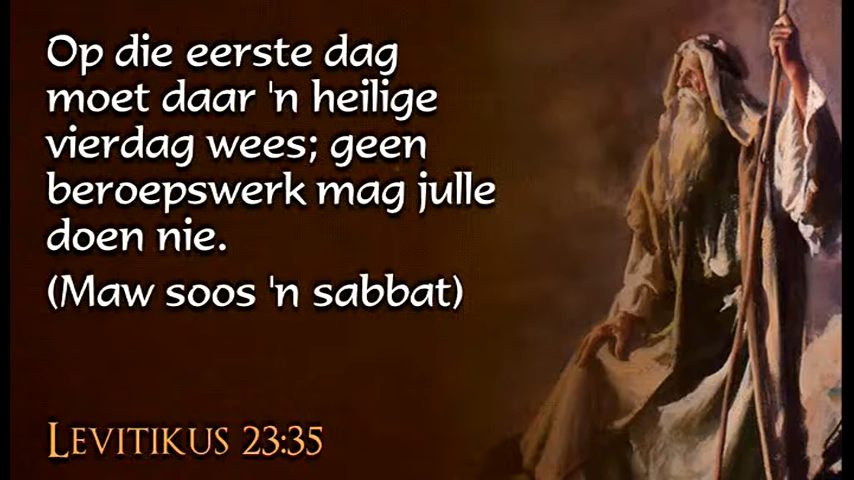 Op die eerste dag
moet daar 'n heilige
vierdag wees; geen
beroepswerk mag julle
doen nie.
(Maw soos 'n sabbat)
LEVITIKUS 23:35